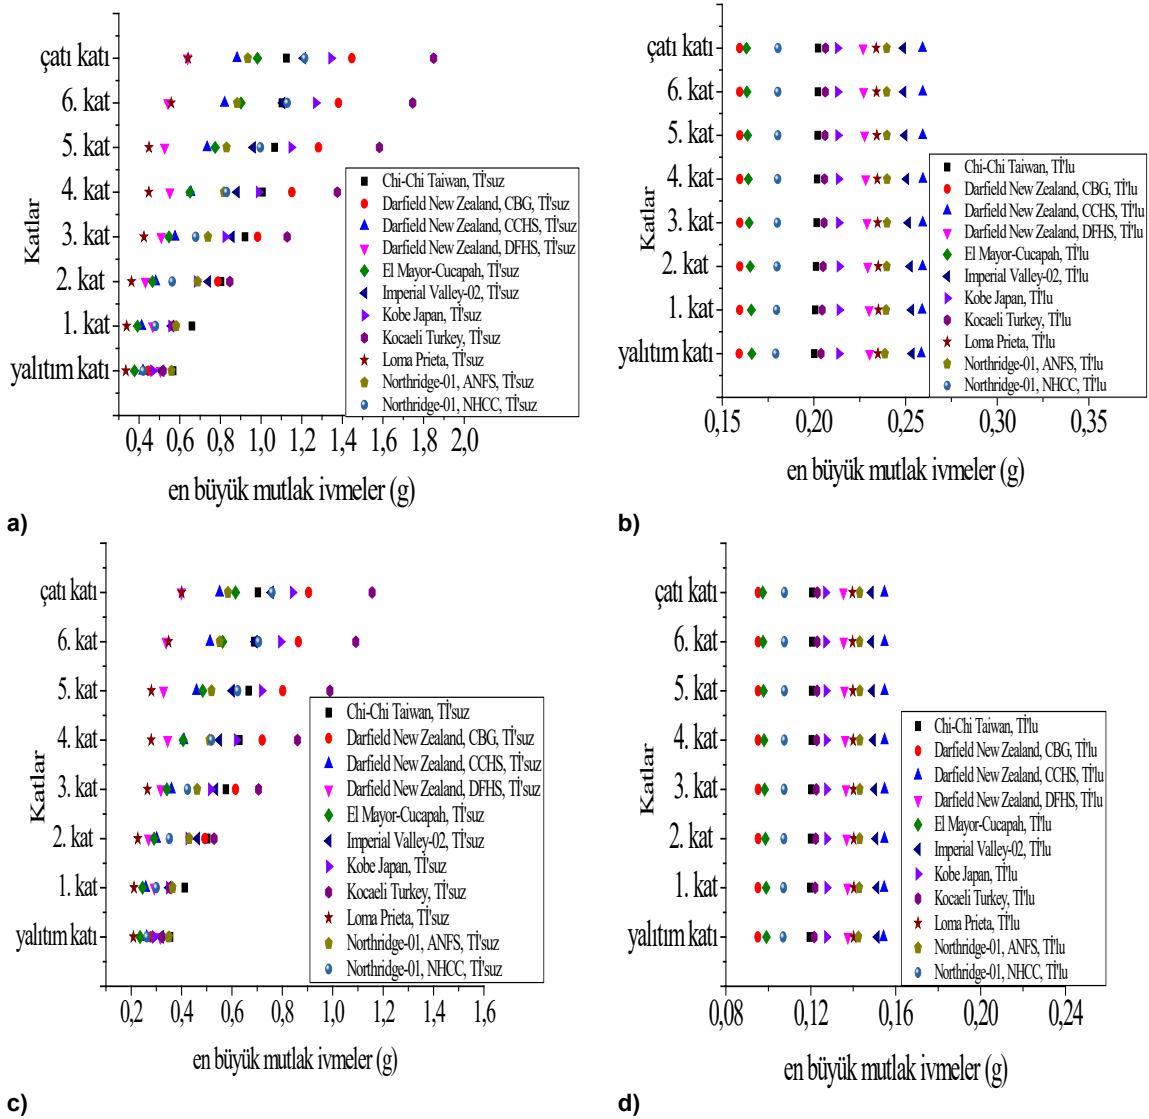 çatı katı
6. kat
5. kat
4. kat
3. kat
2. kat
1. kat
yalıtım katı
Katlar
Chi-Chi Taiwan, Tİ'suz
Darfield New Zealand, CBG, Tİ'suz
Darfield New Zealand, CCHS, Tİ'suz
Darfield New Zealand, DFHS, Tİ'suz
El Mayor-Cucapah, Tİ'suz
Imperial Valley-02, Tİ'suz
Kobe Japan, Tİ'suz
Kocaeli Turkey, Tİ'suz
Loma Prieta, Tİ'suz
Northridge-01, ANFS, Tİ'suz
Northridge-01, NHCC, Tİ'suz
0,4 0,6 0,8 1,0 1,2 1,4 1,6 1,8 2,0
en büyük mutlak ivmeler (g)
a)
çatı katı
6. kat
5. kat
4. kat
3. kat
2. kat
1. kat
yalıtım katı
Katlar
Chi-Chi Taiwan, Tİ'lu
Darfield New Zealand, CBG, Tİ'lu
Darfield New Zealand, CCHS, Tİ'lu
Darfield New Zealand, DFHS, Tİ'lu
El Mayor-Cucapah, Tİ'lu
Imperial Valley-02, Tİ'lu
Kobe Japan, Tİ'lu
Kocaeli Turkey, Tİ'lu
Loma Prieta, Tİ'lu
Northridge-01, ANFS, Tİ'lu
Northridge-01, NHCC, Tİ'lu
0,15 0,20 0,25 0,30 0,35
en büyük mutlak ivmeler (g)
b)
çatı katı
6. kat
5. kat
4. kat
3. kat
2. kat
1. kat
yalıtım katı
Katlar
Chi-Chi Taiwan, Tİ'suz
Darfield New Zealand, CBG, Tİ'suz
Darfield New Zealand, CCHS, Tİ'suz
Darfield New Zealand, DFHS, Tİ'suz
El Mayor-Cucapah, Tİ'suz
Imperial Valley-02, Tİ'suz
Kobe Japan, Tİ'suz
Kocaeli Turkey, Tİ'suz
Loma Prieta, Tİ'suz
Northridge-01, ANFS, Tİ'suz
Northridge-01, NHCC, Tİ'suz
0,2 0,4 0,6 0,8 1,0 1,2 1,4 1,6
en büyük mutlak ivmeler (g)
c)
çatı katı
6. kat
5. kat
4. kat
3. kat
2. kat
1. kat
yalıtım katı
Katlar
Chi-Chi Taiwan, Tİ'lu
Darfield New Zealand, CBG, Tİ'lu
Darfield New Zealand, CCHS, Tİ'lu
Darfield New Zealand, DFHS, Tİ'lu
El Mayor-Cucapah, Tİ'lu
Imperial Valley-02, Tİ'lu
Kobe Japan, Tİ'lu
Kocaeli Turkey, Tİ'lu
Loma Prieta, Tİ'lu
Northridge-01, ANFS, Tİ'lu
Northridge-01, NHCC, Tİ'lu
0,08 0,12 0,16 0,20 0,24
en büyük mutlak ivmeler (g)
d)